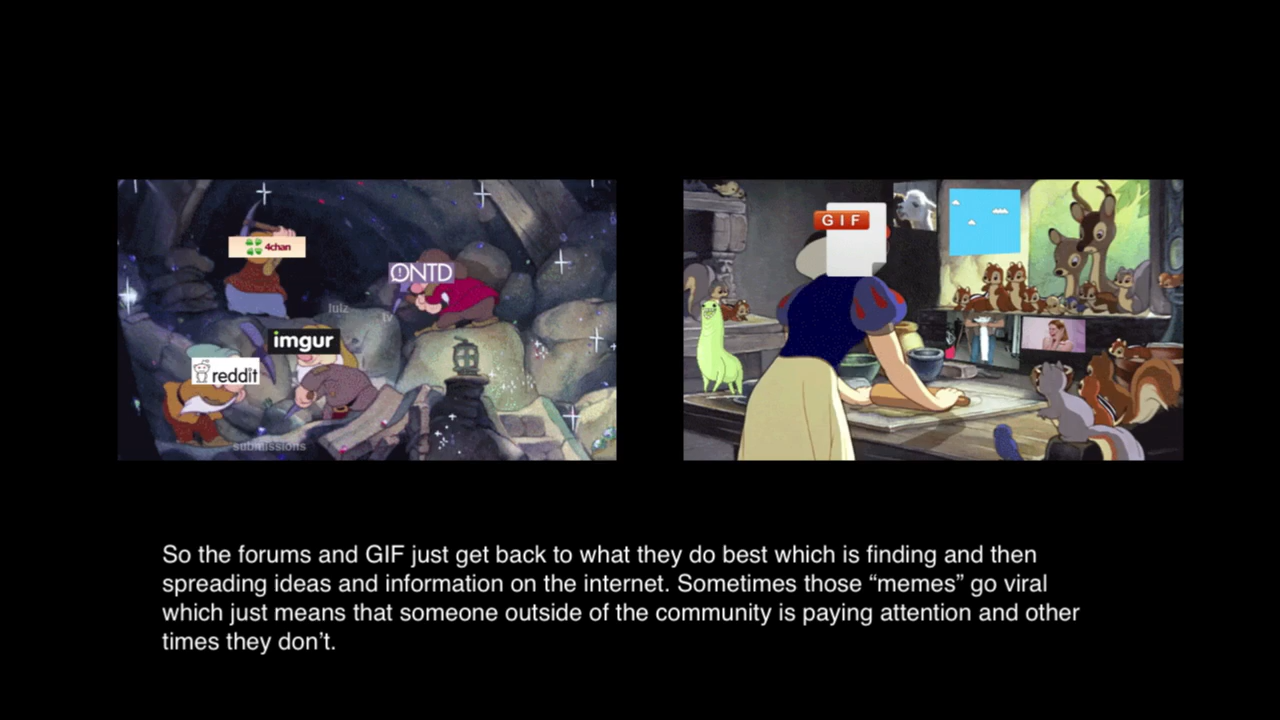 4chan
ONTD
lulz
tv
imgur
reddit
submissions
GIF
So the forums and GIF just get back to what they do best which is finding and then
spreading ideas and information on the internet. Sometimes those “memes” go viral
which just means that someone outside of the community is paying attention and other
times they don’t.